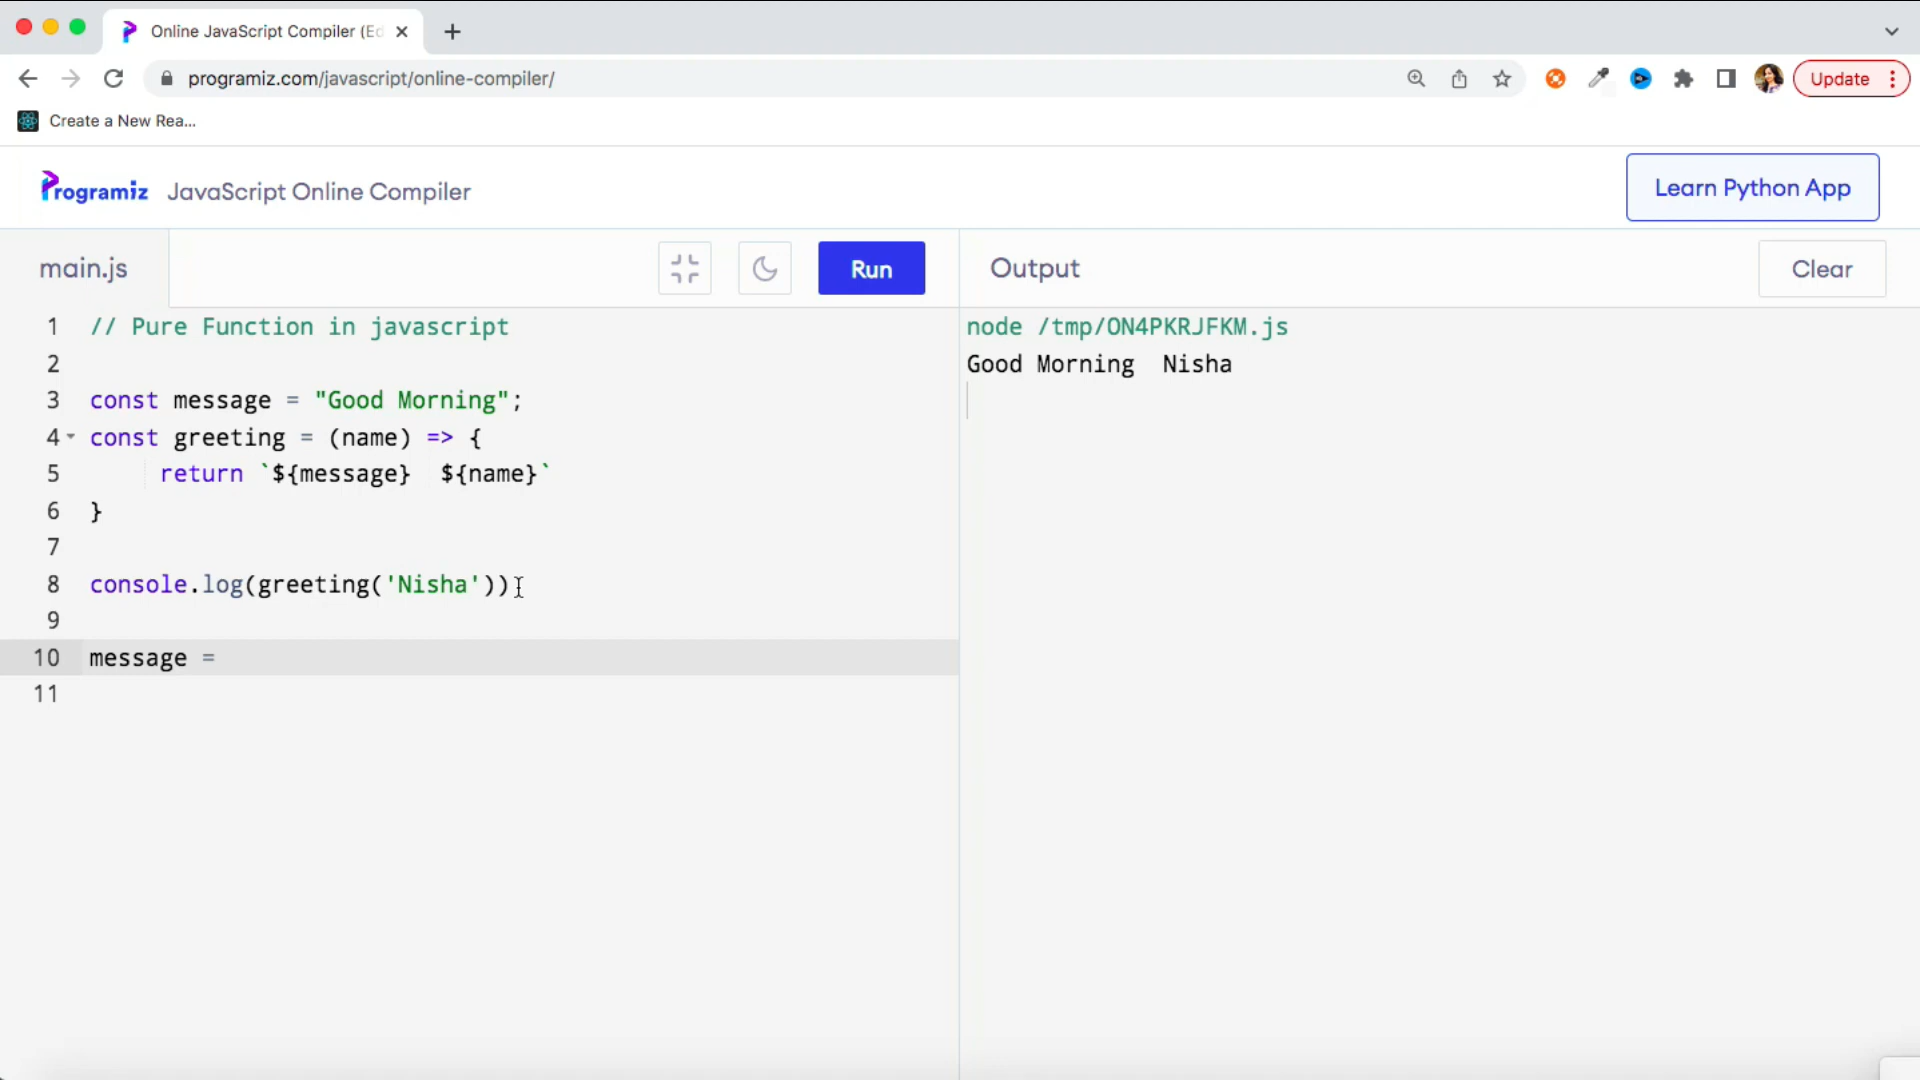 Online JavaScript Compiler (Ed
programiz.com/javascript/online-compiler/
Update
Create a New Rea...
Programiz JavaScript Online Compiler
Learn Python App
main.js
Run
Output
Clear
1 // Pure Function in javascript
2
3 const message = "Good Morning";
4 const greeting = (name) => {
5 return `${message}  ${name}`
6 }
7
8 console.log(greeting('Nisha'))
9
10 message =
11
node /tmp/ON4PKRJFKM.js
Good Morning  Nisha